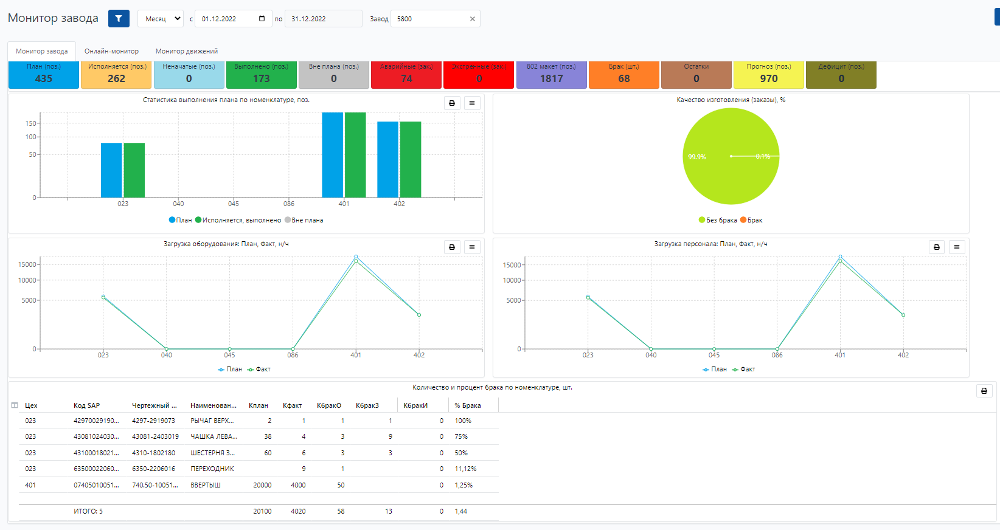 Монитор завода Месяц с 01.12.2022 по 31.12.2022 Завод 5800
Монитор завода Онлайн-монитор Монитор движений
План (поз.) Исполняется (поз.) Неначатые (поз.) Выполнено (поз.) Вне плана (поз.) Аварийные (зак.) Экстренные (зак.) 802 макет (поз.) Брак (шт.) Остатки Прогноз (поз.) Дефицит (поз.)
435 262 0 173 0 74 0 1817 68 0 970 0
Статистика выполнения плана по номенклатуре, поз.
150
100
50
0
023 040 045 086 401 402
План Исполняется, выполнено Вне плана
Качество изготовления (заказы), %
99.9% 0.1%
Без брака Брак
Загрузка оборудования: План, Факт, н/ч
15000
10000
5000
0
023 040 045 086 401 402
План Факт
Загрузка персонала: План, Факт, н/ч
15000
10000
5000
0
023 040 045 086 401 402
План Факт
Количество и процент брака по номенклатуре, шт.
Цех Код SAP Чертежный ... Наименован... Кплан Кфакт КбракО КбракЗ КбракИ % Брака
023 42970029190... 4297-2919073 РЫЧАГ ВЕРХ... 2 1 1 1 0 100%
023 43081024030... 43081-2403019 ЧАШКА ЛЕВА... 38 4 3 9 0 75%
023 43100018021... 4310-1802180 ШЕСТЕРНЯ З... 60 6 3 3 0 50%
023 63500022060... 6350-2206016 ПЕРЕХОДНИК 9 1 0 11,12%
401 07405010051... 740.50-10051... ВВЕРТЫШ 20000 4000 50 0 1,25%
ИТОГО: 5 20100 4020 58 13 0 1,44